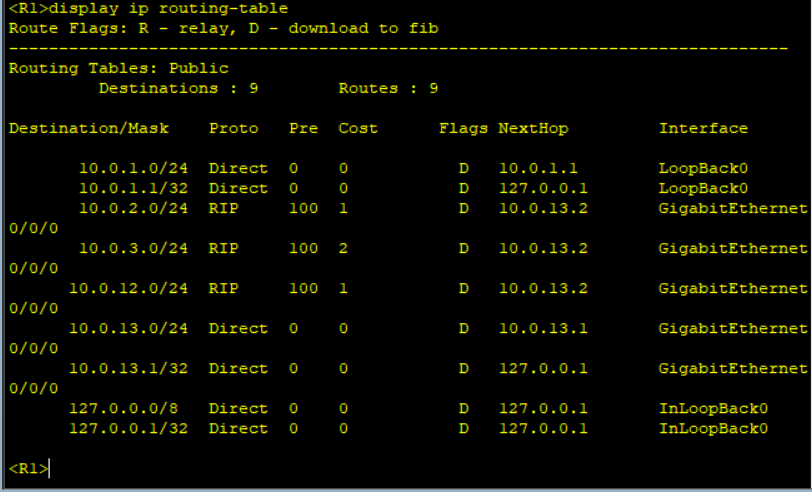 <R1>display ip routing-table
Route Flags: R - relay, D - download to fib
------------------------------------------------------------------------------
Routing Tables: Public
         Destinations : 9        Routes : 9

Destination/Mask    Proto   Pre  Cost      Flags NextHop         Interface

       10.0.1.0/24  Direct  0    0           D   10.0.1.1        LoopBack0
       10.0.1.1/32  Direct  0    0           D   127.0.0.1       LoopBack0
       10.0.2.0/24  RIP     100  1           D   10.0.13.2       GigabitEthernet
0/0/0
       10.0.3.0/24  RIP     100  2           D   10.0.13.2       GigabitEthernet
0/0/0
      10.0.12.0/24  RIP     100  1           D   10.0.13.2       GigabitEthernet
0/0/0
      10.0.13.0/24  Direct  0    0           D   10.0.13.1       GigabitEthernet
0/0/0
      10.0.13.1/32  Direct  0    0           D   127.0.0.1       GigabitEthernet
0/0/0
      127.0.0.0/8   Direct  0    0           D   127.0.0.1       InLoopBack0
      127.0.0.1/32  Direct  0    0           D   127.0.0.1       InLoopBack0

<R1>